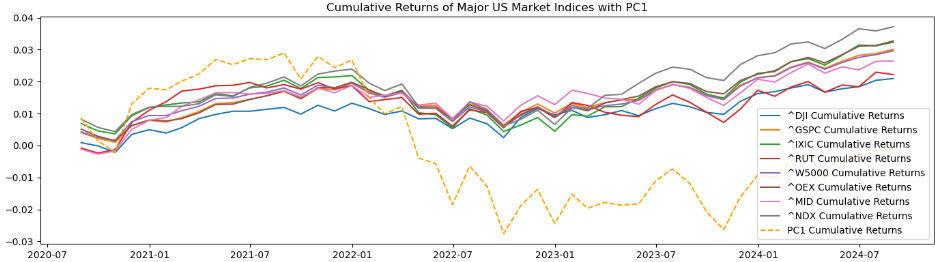 Cumulative Returns of Major US Market Indices with PC1
0.04
0.03
0.02
0.01
0.00
−0.01
−0.02
−0.03
^DJI Cumulative Returns
^GSPC Cumulative Returns
^IXIC Cumulative Returns
^RUT Cumulative Returns
^W5000 Cumulative Returns
^OEX Cumulative Returns
^MID Cumulative Returns
^NDX Cumulative Returns
PC1 Cumulative Returns
2020-07 2021-01 2021-07 2022-01 2022-07 2023-01 2023-07 2024-01 2024-07